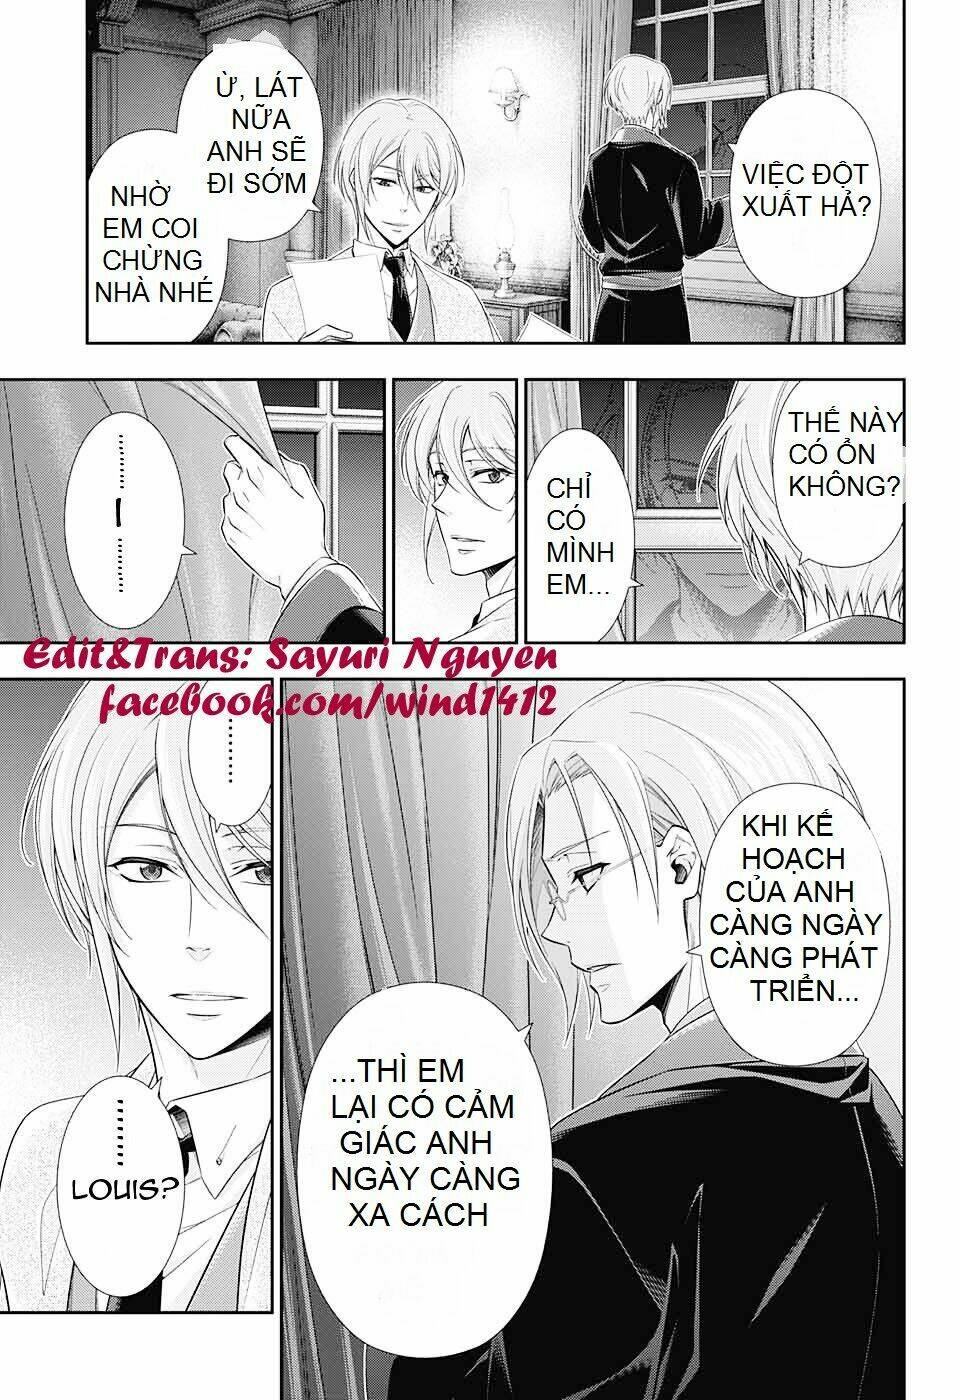 VIỆC ĐỘT
XUẤT HẢ?
Ừ, LÁT
NỮA
ANH SẼ
ĐI SỚM
NHỜ
EM COI
CHỪNG
NHÀ NHÉ
THẾ NÀY
CÓ ỔN
KHÔNG?
CHỈ
CÓ
MÌNH
EM...
Edit&Trans: Sayuri Nguyen
facebook.com/wind1412
KHI KẾ
HOẠCH
CỦA ANH
CÀNG NGÀY
CÀNG PHÁT
TRIỂN...
...THÌ EM
LẠI CÓ CẢM
GIÁC ANH
NGÀY CÀNG
XA CÁCH
LOUIS?